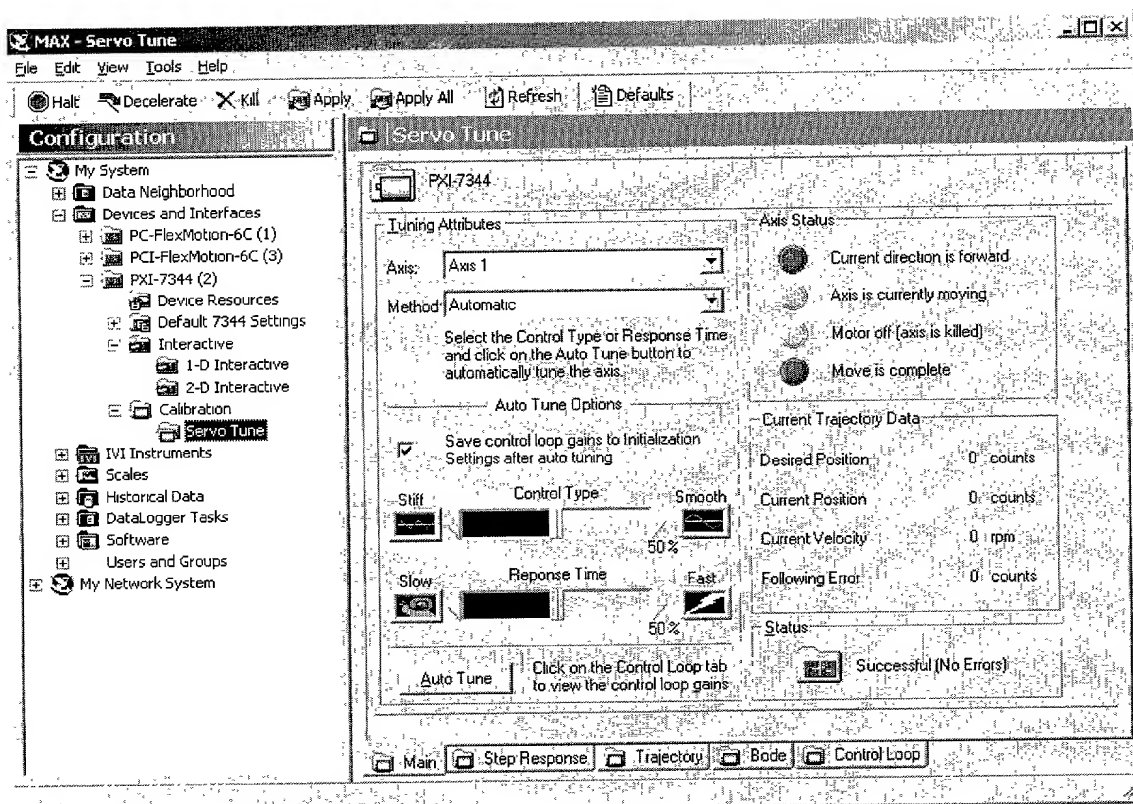 MAX - Servo Tune
File Edit View Tools Help
Halt Decelerate Kill Apply Apply All Refresh Defaults
Configuration
My System
Data Neighborhood
Devices and Interfaces
PC-FlexMotion-6C (1)
PCI-FlexMotion-6C (3)
PXI-7344 (2)
Device Resources
Default 7344 Settings
Interactive
1-D Interactive
2-D Interactive
Calibration
Servo Tune
IVI Instruments
Scales
Historical Data
DataLogger Tasks
Software
Users and Groups
My Network System
Servo Tune
PXI-7344
Tuning Attributes
Axis: Axis 1
Method: Automatic
Select the Control Type or Response Time
and click on the Auto Tune button to
automatically tune the axis.
Auto Tune Options
Save control loop gains to Initialization
Settings after auto tuning
Stiff Control Type Smooth
50 %
Slow Reponse Time Fast
50 %
Auto Tune
Click on the Control Loop tab
to view the control loop gains
Axis Status
Current direction is forward
Axis is currently moving
Motor off (axis is killed)
Move is complete
Current Trajectory Data
Desired Position 0 counts
Current Position 0 counts
Current Velocity 0 rpm
Following Error 0 counts
Status
Successful (No Errors)
Main Step Response Trajectory Bode Control Loop